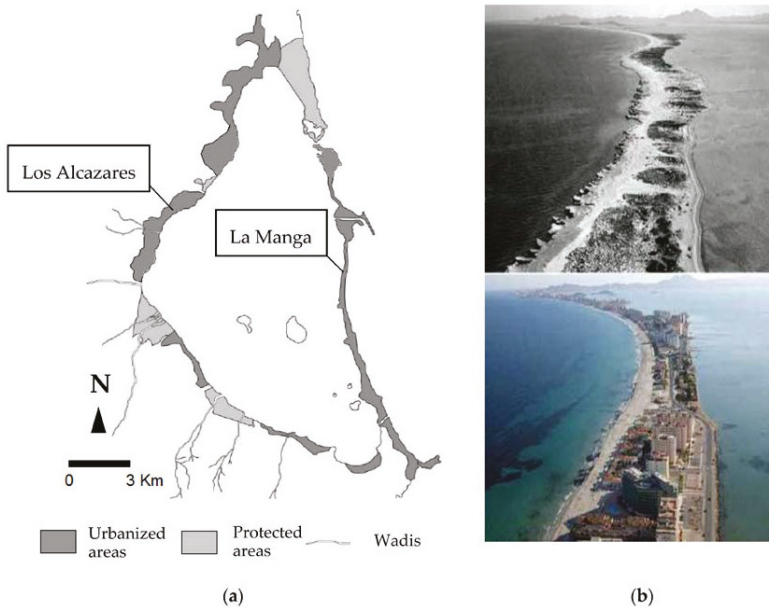 Los Alcazares
La Manga
N
0 3 Km
Urbanized
areas
Protected
areas
Wadis
(a)
(b)